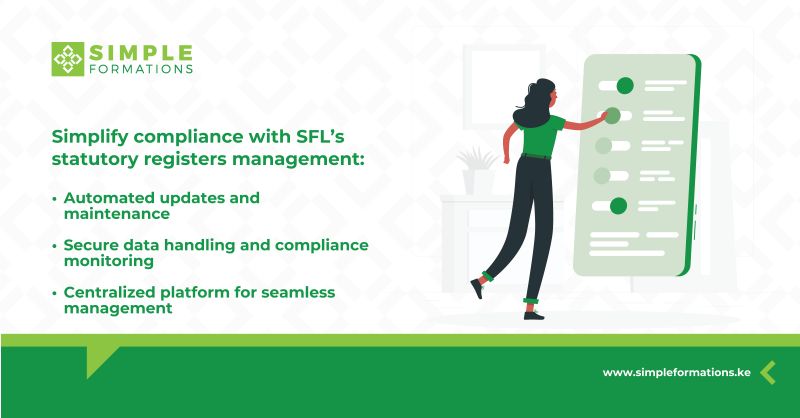 SIMPLE
FORMATIONS
Simplify compliance with SFL's
statutory registers management:
• Automated updates and
maintenance
• Secure data handling and compliance
monitoring
• Centralized platform for seamless
management
www.simpleformations.ke